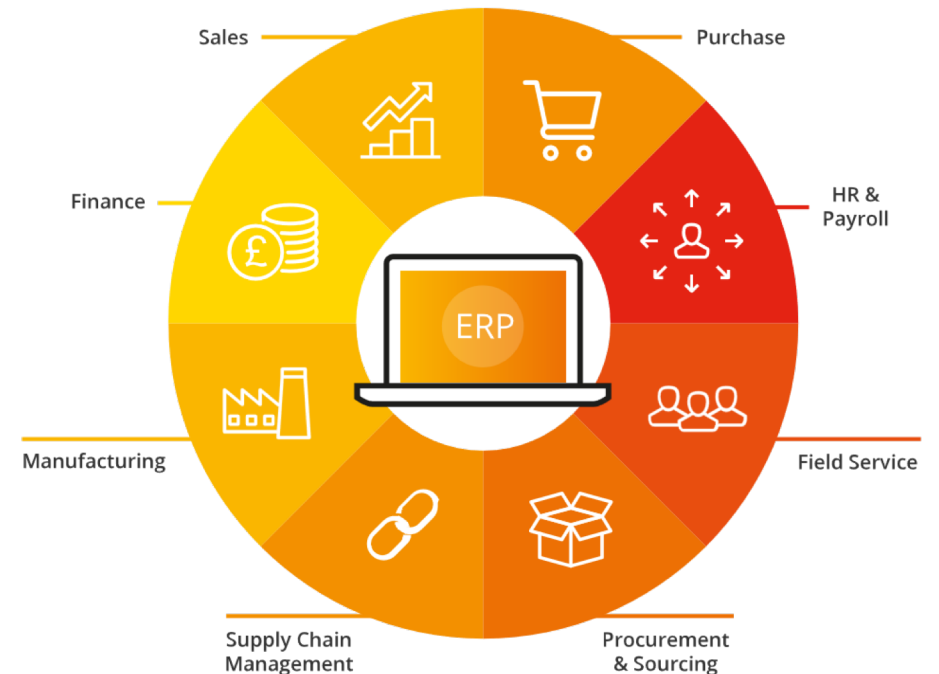 Sales
Purchase
Finance
HR &
Payroll
£
ERP
Manufacturing
Field Service
Supply Chain
Management
Procurement
& Sourcing